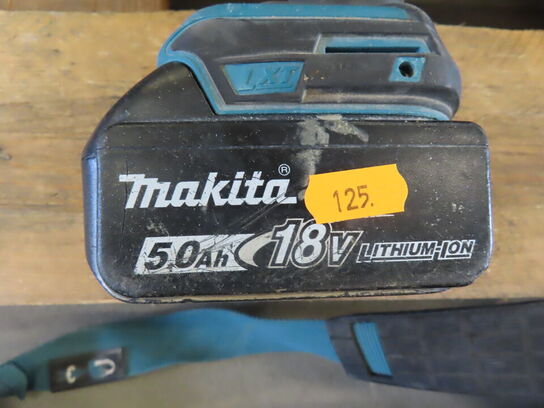 LXT
makita®
125.
5.0Ah 18V LITHIUM-ION